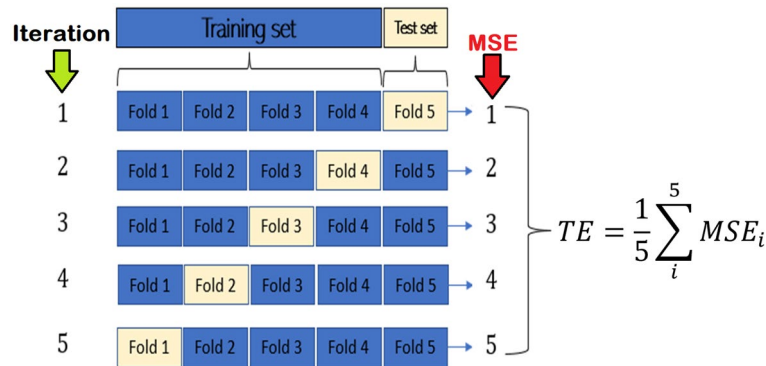 Training set Test set
Iteration MSE
1 Fold 1 Fold 2 Fold 3 Fold 4 Fold 5 1
2 Fold 1 Fold 2 Fold 3 Fold 4 Fold 5 2
3 Fold 1 Fold 2 Fold 3 Fold 4 Fold 5 3
4 Fold 1 Fold 2 Fold 3 Fold 4 Fold 5 4
5 Fold 1 Fold 2 Fold 3 Fold 4 Fold 5 5
TE = 1/5 ∑_i^5 MSE_i